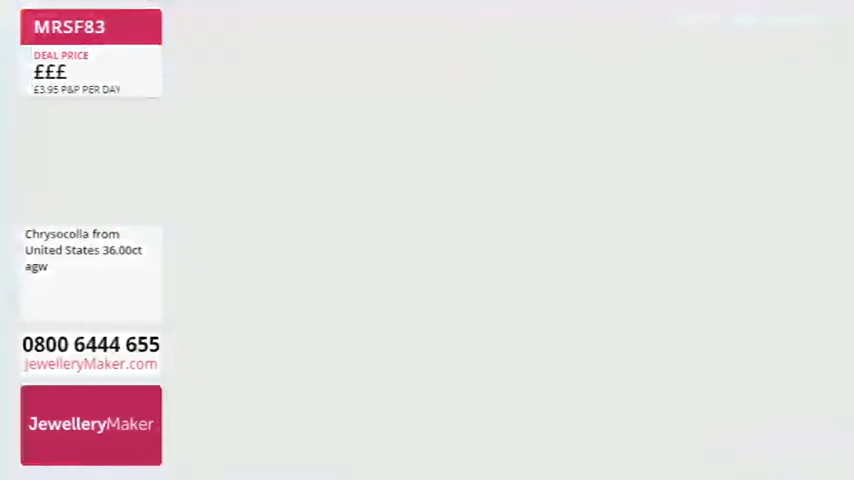 MRSF83
DEAL PRICE
£££
£3.95 P&P PER DAY
Chrysocolla from
United States 36.00ct
agw
0800 6444 655
JewelleryMaker.com
JewelleryMaker